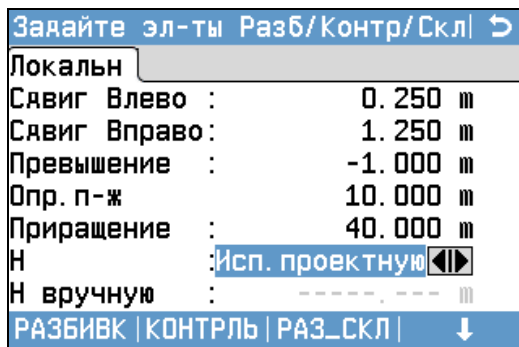 Задайте эл-ты Разб/Контр/Скл|
Локальн
Сдвиг Влево : 0.250 m
Сдвиг Вправо: 1.250 m
Превышение : -1.000 m
Опр.п-ж 10.000 m
Приращение : 40.000 m
Н :Исп.проектную
Н вручную : -----.--- m
РАЗБИВК|КОНТРЛЬ|РАЗ_СКЛ|